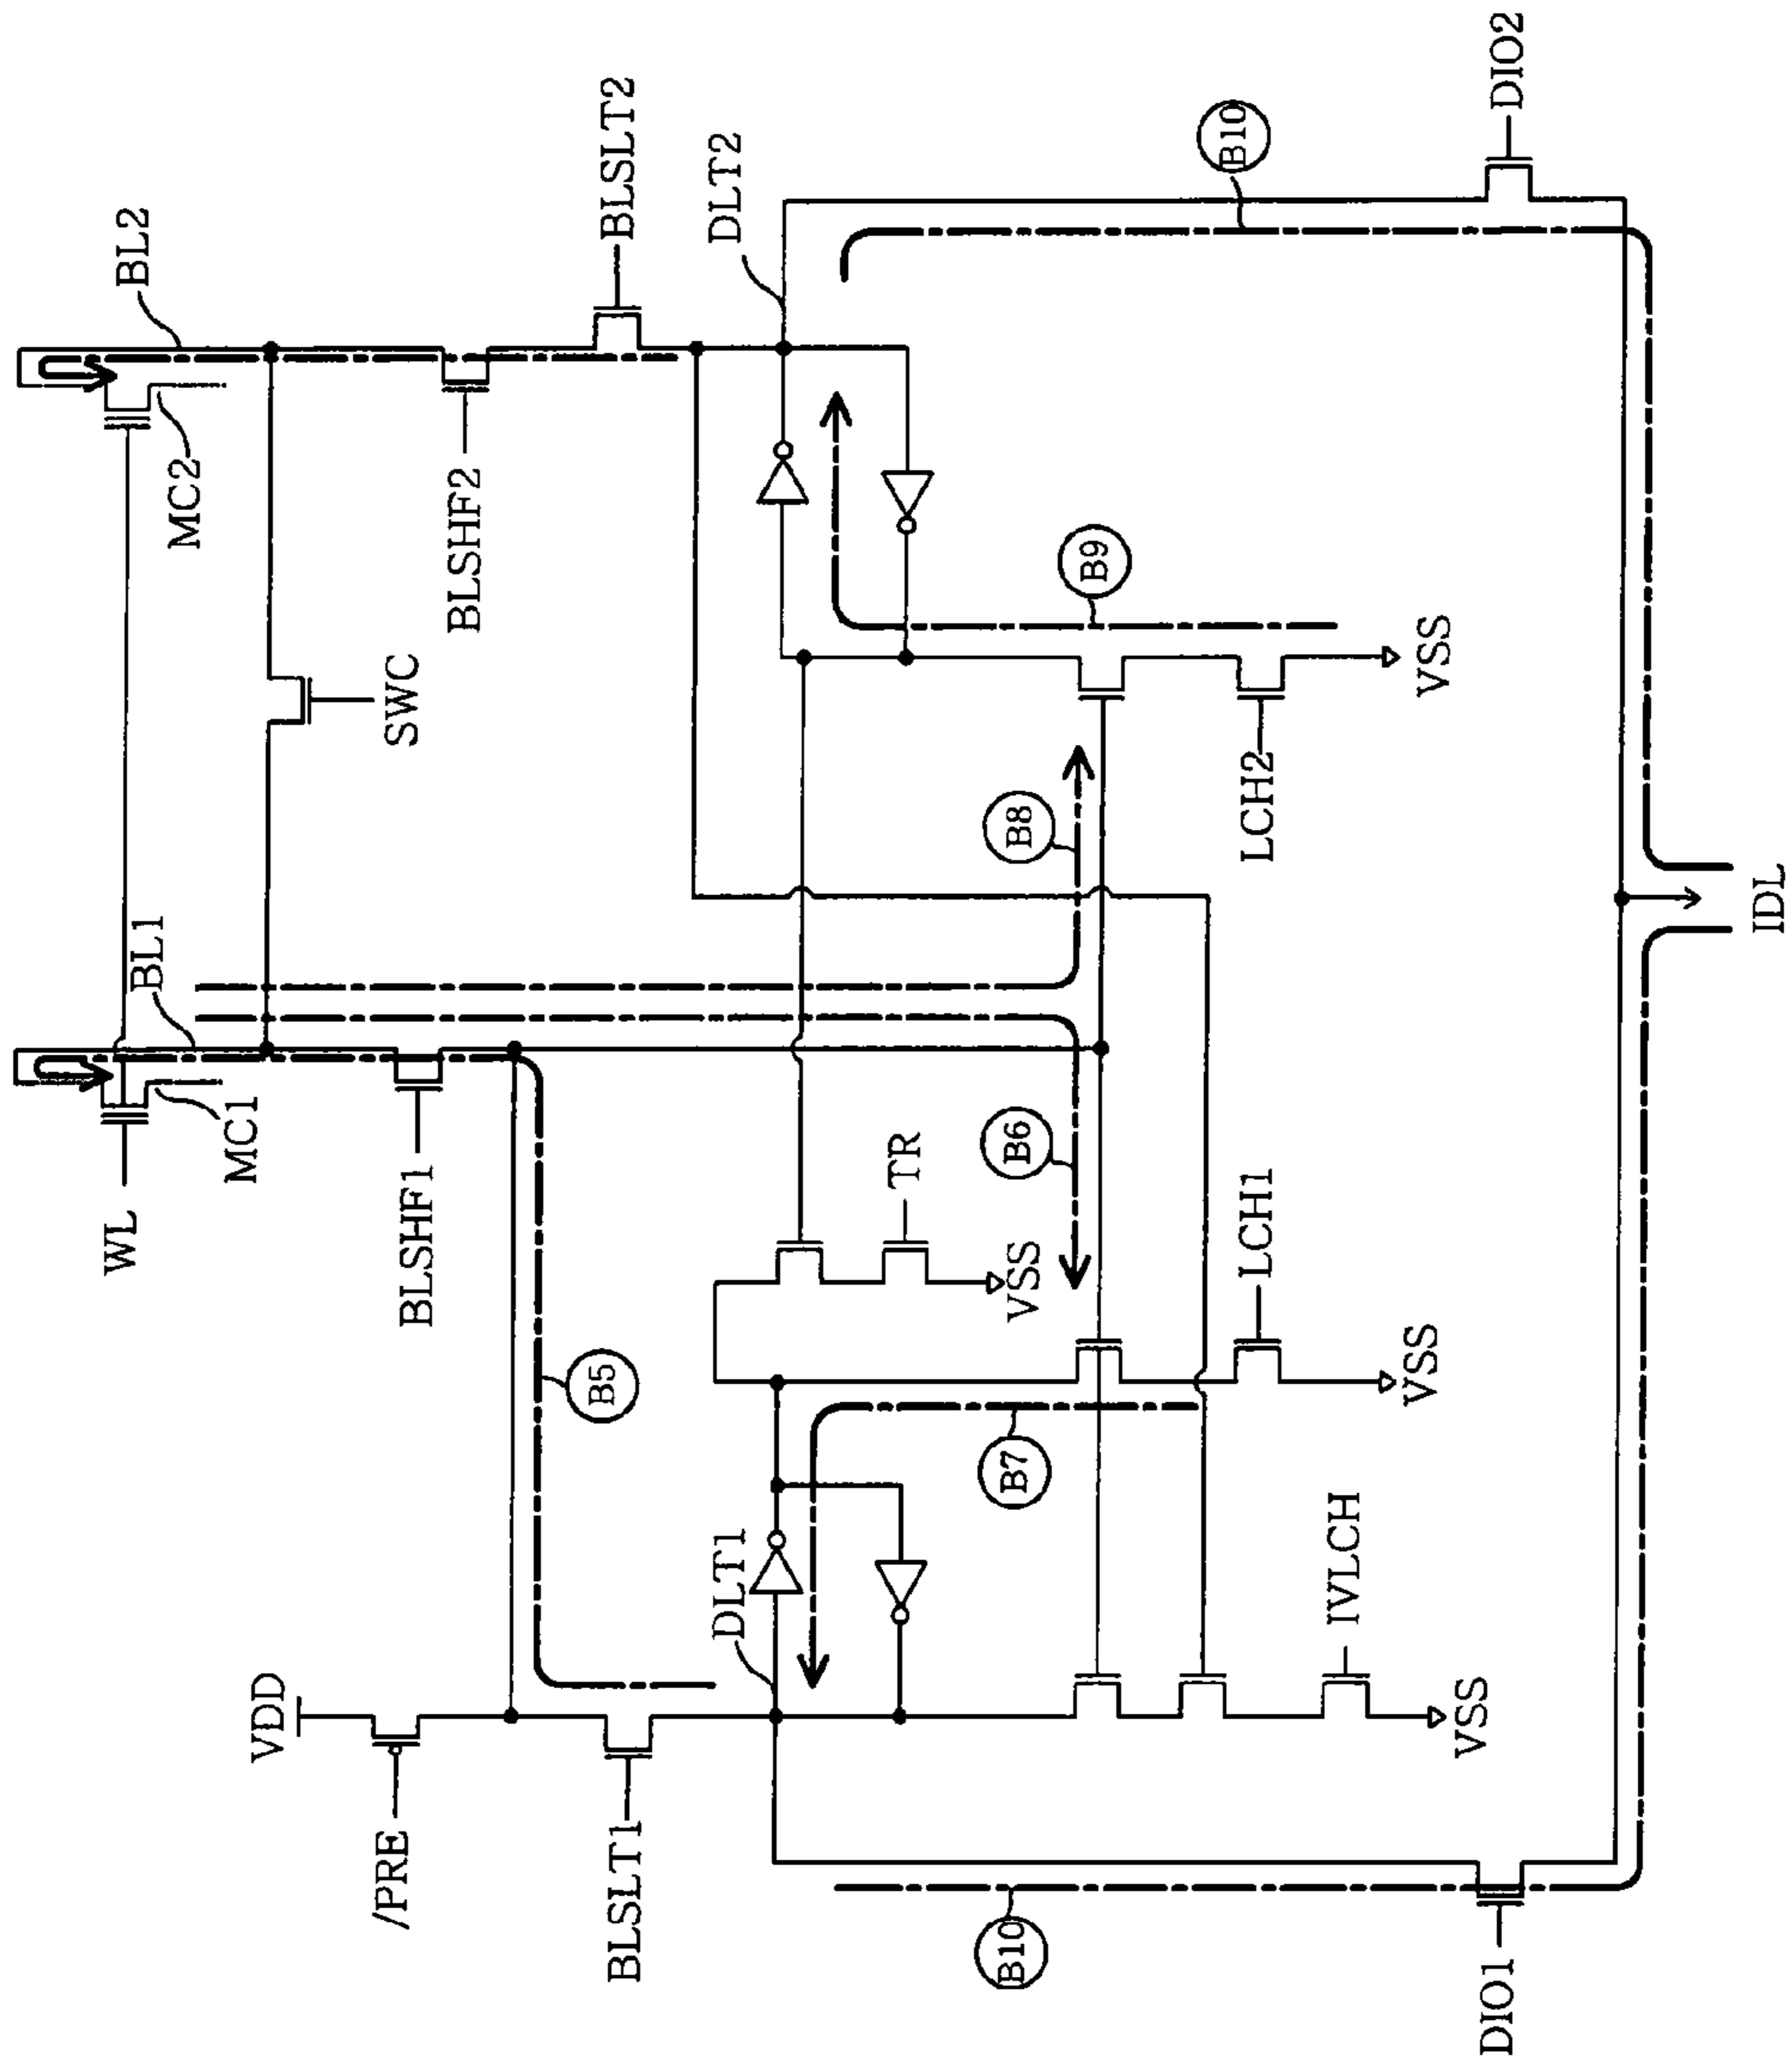 WL
MC1
BL1
MC2
BL2
SWC
BLSHF1
BLSHF2
BLSLT2
VDD
/PRE
B5
BLSLT1
DLT1
TR
VSS
DLT2
B6
B8
B7
B9
B10
B10
LCH1
LCH2
IVLCH
VSS
VSS
VSS
DIO1
DIO2
IDL